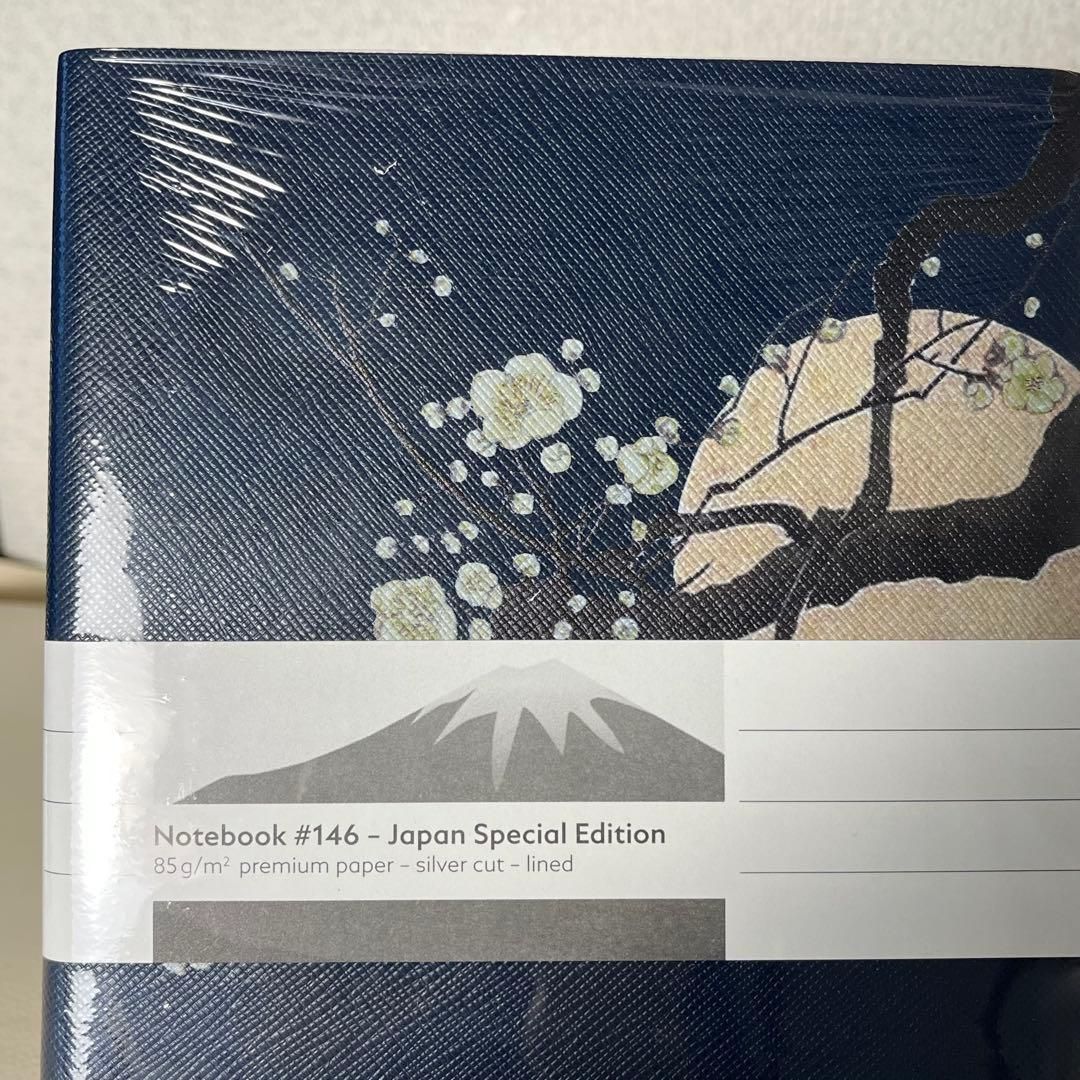 Notebook #146 – Japan Special Edition
85 g/m² premium paper – silver cut – lined